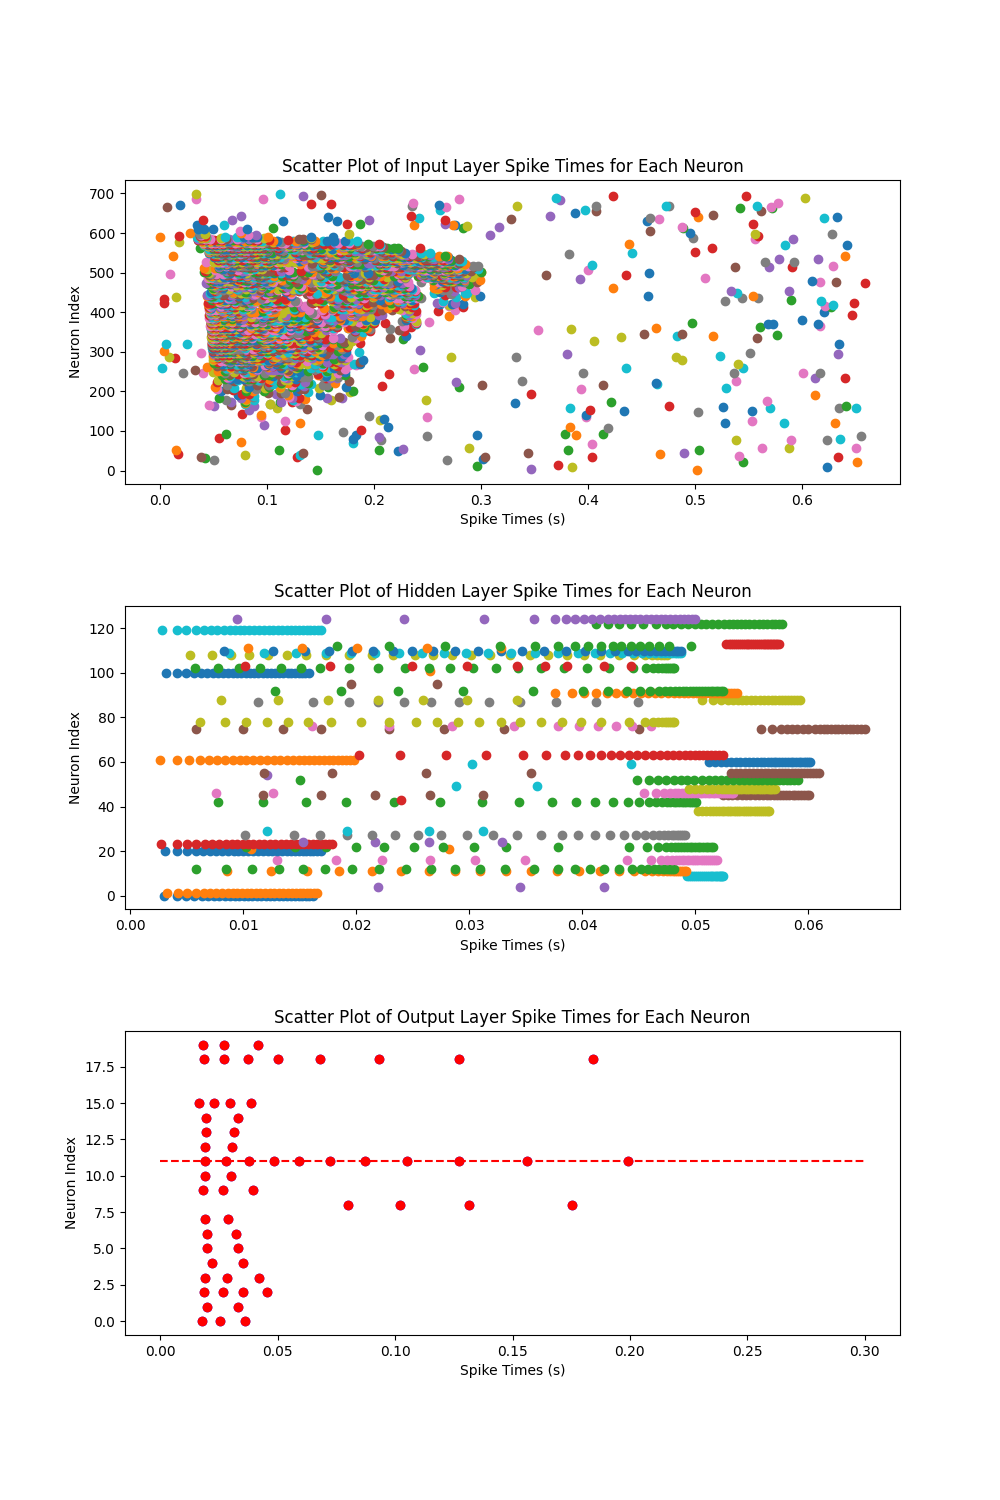 Scatter Plot of Input Layer Spike Times for Each Neuron
700
600
500
400
300
200
100
0
Neuron Index
0.0 0.1 0.2 0.3 0.4 0.5 0.6
Spike Times (s)
Scatter Plot of Hidden Layer Spike Times for Each Neuron
120
100
80
60
40
20
0
Neuron Index
0.00 0.01 0.02 0.03 0.04 0.05 0.06
Spike Times (s)
Scatter Plot of Output Layer Spike Times for Each Neuron
17.5
15.0
12.5
10.0
7.5
5.0
2.5
0.0
Neuron Index
0.00 0.05 0.10 0.15 0.20 0.25 0.30
Spike Times (s)